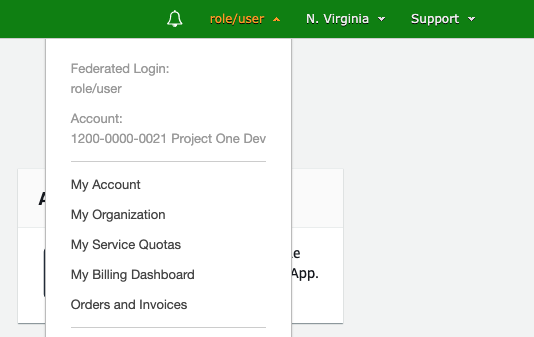 role/user N. Virginia Support
Federated Login:
role/user
Account:
1200-0000-0021 Project One Dev
My Account
My Organization
My Service Quotas
My Billing Dashboard
Orders and Invoices
App.